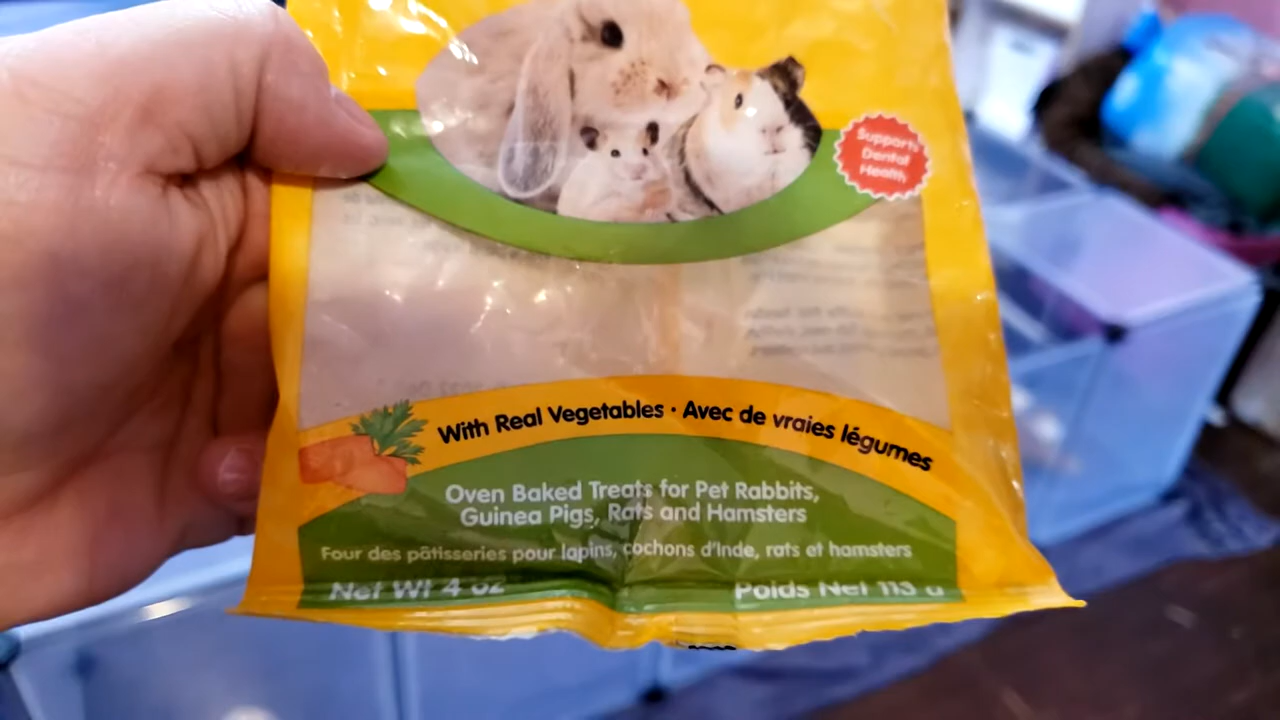 Supports
Dental
Health
With Real Vegetables • Avec de vraies légumes
Oven Baked Treats for Pet Rabbits,
Guinea Pigs, Rats and Hamsters
Four des pâtisseries pour lapins, cochons d'Inde, rats et hamsters
Net Wt 4 oz
Poids Net 113 g